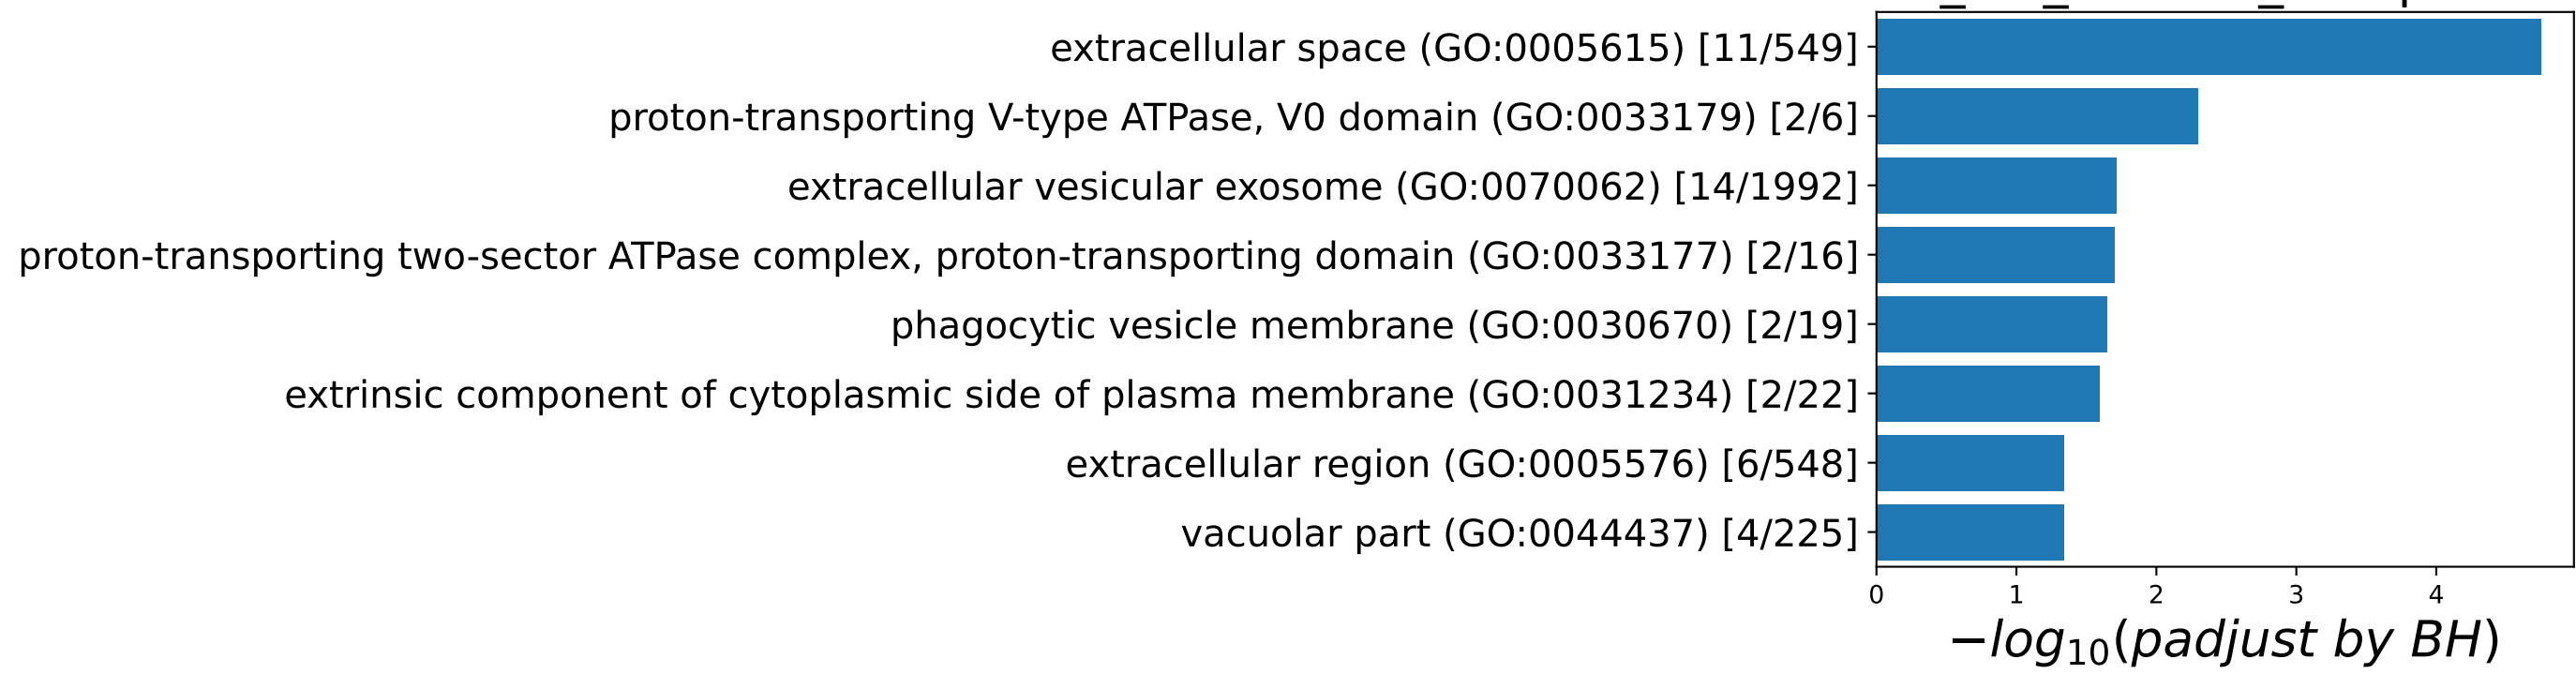 extracellular space (GO:0005615) [11/549]
proton-transporting V-type ATPase, V0 domain (GO:0033179) [2/6]
extracellular vesicular exosome (GO:0070062) [14/1992]
proton-transporting two-sector ATPase complex, proton-transporting domain (GO:0033177) [2/16]
phagocytic vesicle membrane (GO:0030670) [2/19]
extrinsic component of cytoplasmic side of plasma membrane (GO:0031234) [2/22]
extracellular region (GO:0005576) [6/548]
vacuolar part (GO:0044437) [4/225]
0 1 2 3 4
−log₁₀(padjust by BH)